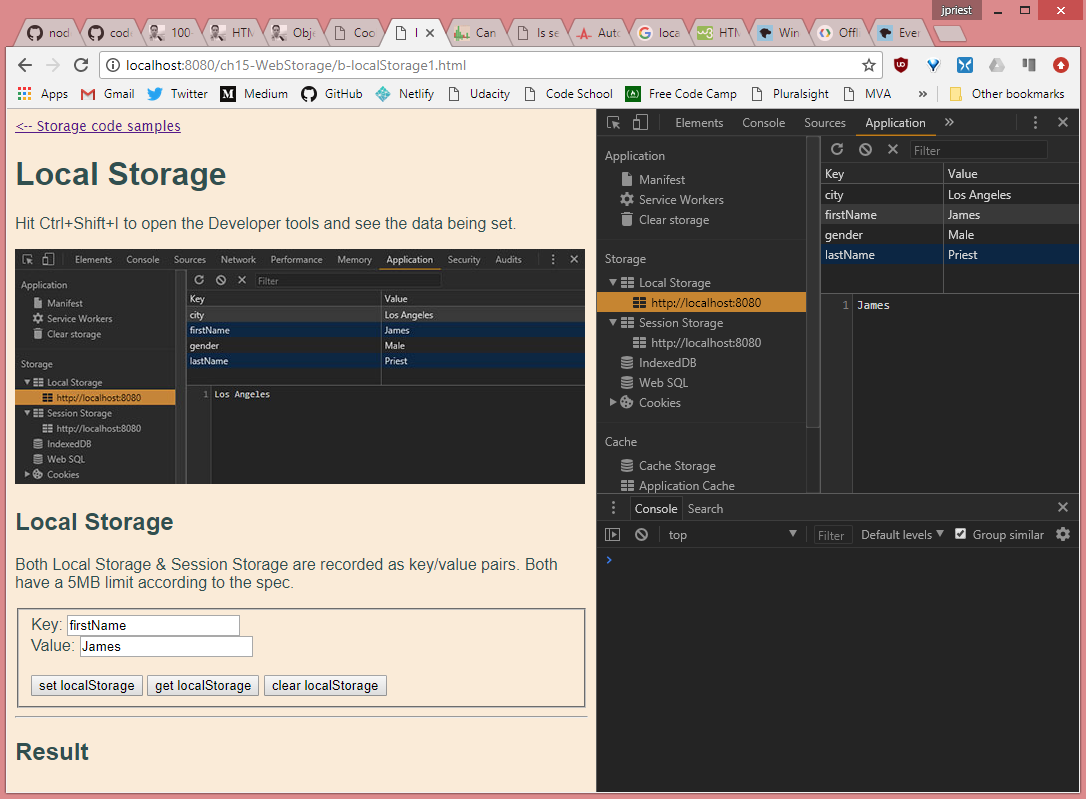 jpriest
nod
cod
100-
HTN
Obje
Coo
l
Can
Is se
Auto
loca
HTN
Win
Offl
Ever
localhost:8080/ch15-WebStorage/b-localStorage1.html
Apps Gmail Twitter Medium GitHub Netlify Udacity Code School Free Code Camp Pluralsight MVA » Other bookmarks
<-- Storage code samples
Local Storage
Hit Ctrl+Shift+I to open the Developer tools and see the data being set.
Elements Console Sources Network Performance Memory Application Security Audits
Application
Manifest
Service Workers
Clear storage
Storage
Local Storage
http://localhost:8080
Session Storage
http://localhost:8080
IndexedDB
Web SQL
Cookies
Filter
Key Value
city Los Angeles
firstName James
gender Male
lastName Priest
1 Los Angeles
Local Storage
Both Local Storage & Session Storage are recorded as key/value pairs. Both
have a 5MB limit according to the spec.
Key: firstName
Value: James
set localStorage get localStorage clear localStorage
Result
Elements Console Sources Application »
Application
Manifest
Service Workers
Clear storage
Storage
Local Storage
http://localhost:8080
Session Storage
http://localhost:8080
IndexedDB
Web SQL
Cookies
Cache
Cache Storage
Application Cache
Filter
Key Value
city Los Angeles
firstName James
gender Male
lastName Priest
1 James
Console Search
top Filter Default levels Group similar